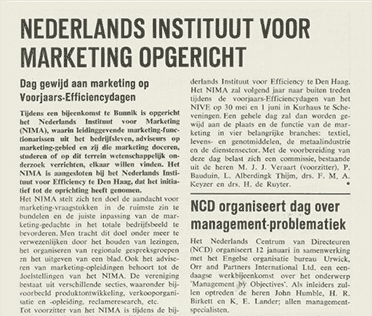 NEDERLANDS INSTITUUT VOOR
MARKETING OPGERICHT
Dag gewijd aan marketing op
Voorjaars-Efficiencydagen
Tijdens een bijeenkomst te Bunnik is opgericht
het Nederlands Instituut voor Marketing
(NIMA), waarin leidinggevende marketing-func-
tionarissen uit het bedrijfsleven, adviseurs op
marketing-gebied en zij die marketing doceren,
studeren of op dit terrein wetenschappelijk on-
derzoek verrichten, elkaar willen vinden. Het
NIMA is aangesloten bij het Nederlands Insti-
tuut voor Efficiency te Den Haag, dat het initia-
tief tot de oprichting heeft genomen.
Het NIMA stelt zich ten doel de aandacht voor
marketing-vraagstukken in de ruimste zin te
bundelen en de juiste inpassing van de mar-
keting-gedachte in het totale bedrijfsbeleid te
bevorderen. Men tracht dit doel onder meer te
verwezenlijken door het houden van lezingen,
het organiseren van regionale gespreksgroepen
en het uitgeven van een blad. Ook het advise-
ren van marketing-opleidingen behoort tot de
doelstellingen van het NIMA. De vereniging
bestaat uit verschillende secties, waaronder bij-
voorbeeld produktontwikkeling, verkooporgani-
satie en -opleiding, reclameresearch, etc.
Tot voorzitter van het NIMA is tijdens de bij-
derlands Instituut voor Efficiency te Den Haag.
Het NIMA zal volgend jaar naar buiten treden
tijdens de voorjaars-Efficiencydagen van het
NIVE op 30 mei en 1 juni in Kurhaus te Sche-
veningen. Een gehele dag zal dan worden ge-
wijd aan de plaats en functie van de marketing
in vier belangrijke branches: textiel, levens-
en genotmiddelen, de metaalindustrie
en de dienstensector. Met de voorbereiding van
deze dag belast zich een commissie, bestaande
uit de heren M. J. J. Veraart (voorzitter), P.
Bauduin, L. Alberdingk Thijm, drs. F. M. A.
Keyzer en drs. H. de Ruyter.
NCD organiseert dag over
management-problematiek
Het Nederlands Centrum van Directeuren
(NCD) organiseert 12 januari in samenwerking
met het Engelse organisatie bureau Urwick,
Orr and Partners International Ltd. een een-
daagse werkbijeenkomst over het onderwerp
'Management by Objectives'. Als inleiders zul-
len optreden de heren John Humble, H. R.
Birkett en K. E. Lander; allen management-
specialisten.